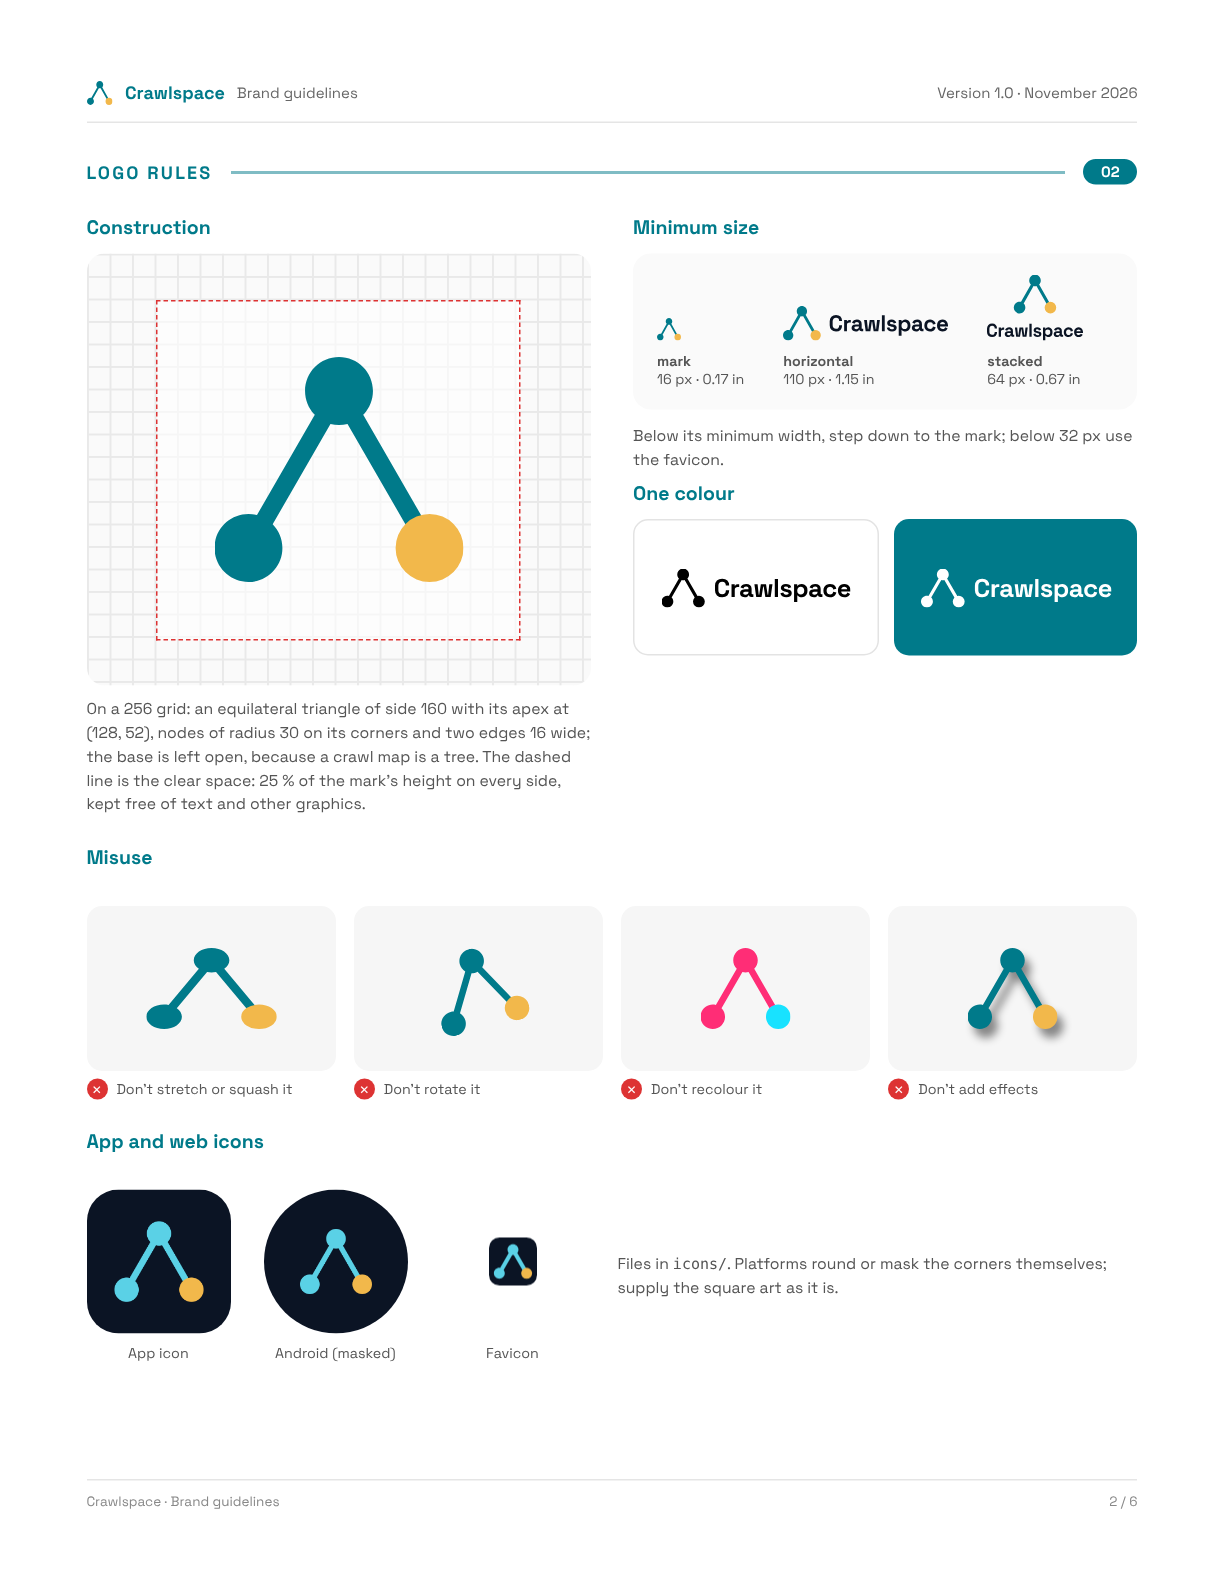 Crawlspace Brand guidelines
Version 1.0 · November 2026
LOGO RULES
02
Construction
On a 256 grid: an equilateral triangle of side 160 with its apex at
(128, 52), nodes of radius 30 on its corners and two edges 16 wide;
the base is left open, because a crawl map is a tree. The dashed
line is the clear space: 25 % of the mark's height on every side,
kept free of text and other graphics.
Minimum size
Crawlspace
Crawlspace
mark
16 px · 0.17 in
horizontal
110 px · 1.15 in
stacked
64 px · 0.67 in
Below its minimum width, step down to the mark; below 32 px use
the favicon.
One colour
Crawlspace
Crawlspace
Misuse
Don't stretch or squash it
Don't rotate it
Don't recolour it
Don't add effects
App and web icons
App icon
Android (masked)
Favicon
Files in icons/. Platforms round or mask the corners themselves;
supply the square art as it is.
Crawlspace · Brand guidelines
2 / 6